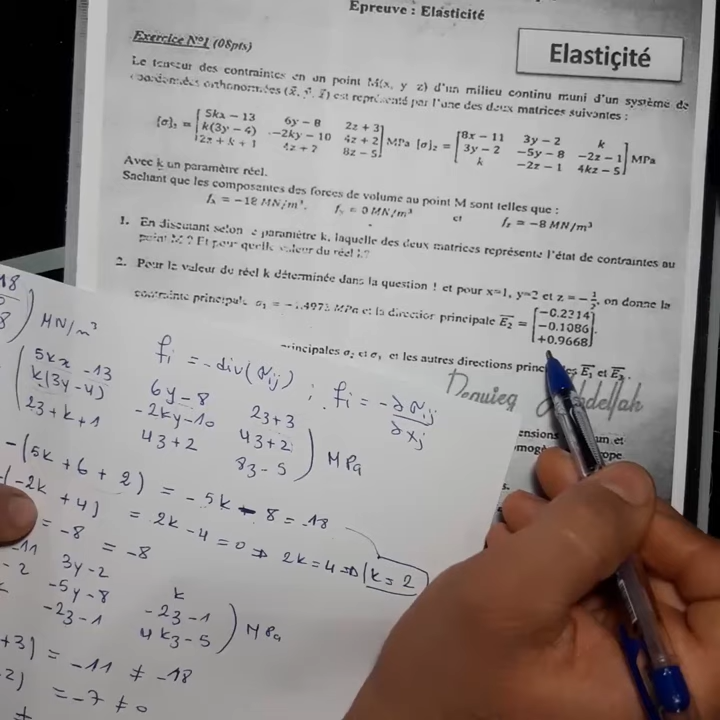 Epreuve : Elasticité
Elastiçité
Exercice N°1 (08pts)
Le tenseur des contraintes en un point M(x, y z) d'un milieu continu muni d'un système de
coordonnées orthonormées (x⃗, y⃗, z⃗) est représenté par l'une des deux matrices suivantes :
5kx − 13 6y − 8 2z + 3 8x − 11 3y − 2 k
[σ]₁ = k(3y − 4) −2ky − 10 4z + 2 MPa [σ]₂ = 3y − 2 −5y − 8 −2z − 1 MPa
2z + k + 1 4z + 2 8z − 5 k −2z − 1 4kz − 5
Avec k un paramètre réel.
Sachant que les composantes des forces de volume au point M sont telles que :
fₓ = −18 MN/m³. fᵧ = 0 MN/m³ et f_z = −8 MN/m³
1. En discutant selon le paramètre k, laquelle des deux matrices représente l'état de contraintes au
point M ? Et pour quelle valeur du réel k?
2. Pour la valeur du réel k déterminée dans la question 1 et pour x=1, y=2 et z = −, on donne la
−0.2314
contrainte principale MPa et la direction principale E₂ = −0.1086 .
+0.9668
principales σ₂ et σ₃ et les autres directions E₁ et E₃.
Abdellah
ensions un et
ope
18
8 ) MN/m³
fi = -div(σij) ; fi = -∂σij
∂xj
5kx -13 6y-8 2z+3
k(3y-4) -2ky-10 4z+2
2z+k+1 4z+2 8z-5 ) MPa
-(5k+6+2) = -5k-8 = -18
-(-2k+4) = 2k-4=0 ⇒ 2k=4 ⇒ k=2
= -8 = -8
-11 3y-2 k
-2 -5y-8 -2z-1 ) MPa
-2z-1 4kz-5
+3) = -11 ≠ -18
-2) = -7 ≠ 0